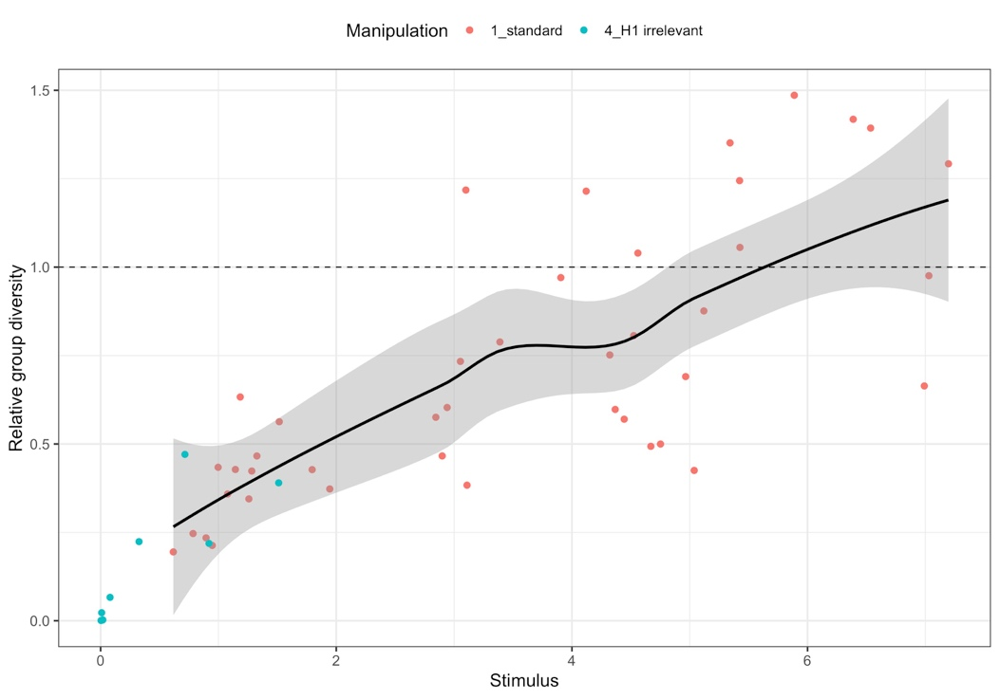 Manipulation 1_standard 4_H1 irrelevant
Relative group diversity
1.5
1.0
0.5
0.0
0 2 4 6
Stimulus